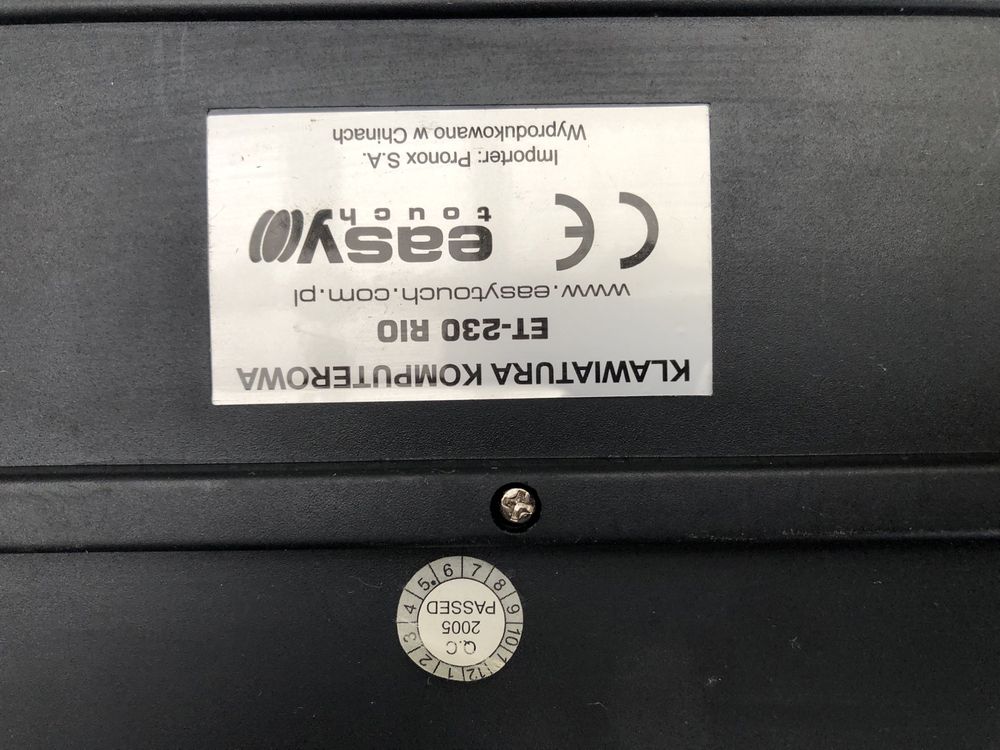 KLAWIATURA KOMPUTEROWA
ET-230 RIO
www.easytouch.com.pl
CE easy
touch
Importer: Pronox S.A.
Wyprodukowano w Chinach
1 2 3 4 5 6 7 8 9 10 11 12
Q.C
2005
PASSED